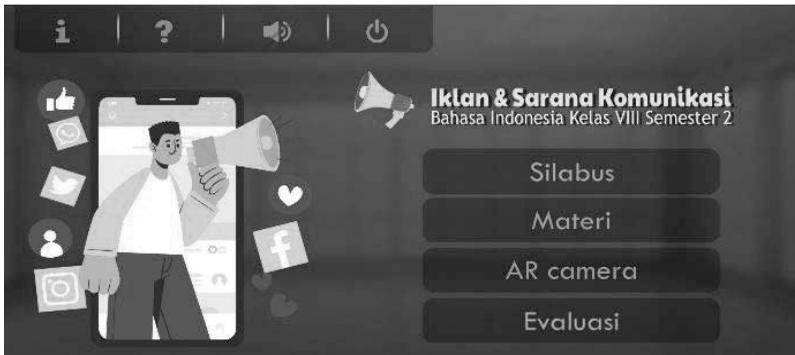 Iklan & Sarana Komunikasi
Bahasa Indonesia Kelas VIII Semester 2
Silabus
Materi
AR camera
Evaluasi